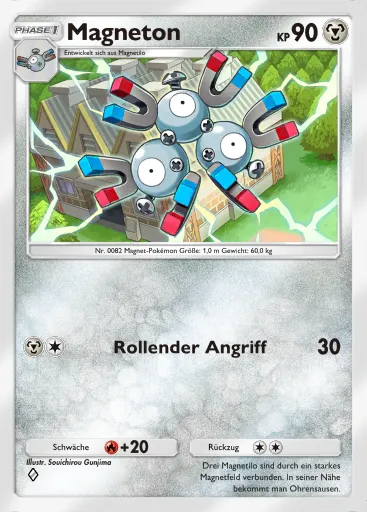 PHASE 1
Magneton
KP 90
Entwickelt sich aus Magnetilo
Nr. 0082 Magnet-Pokémon Größe: 1,0 m Gewicht: 60,0 kg
Rollender Angriff 30
Schwäche +20 Rückzug
Illustr. Souichirou Gunjima
Drei Magnetilo sind durch ein starkes
Magnetfeld verbunden. In seiner Nähe
bekommt man Ohrensausen.